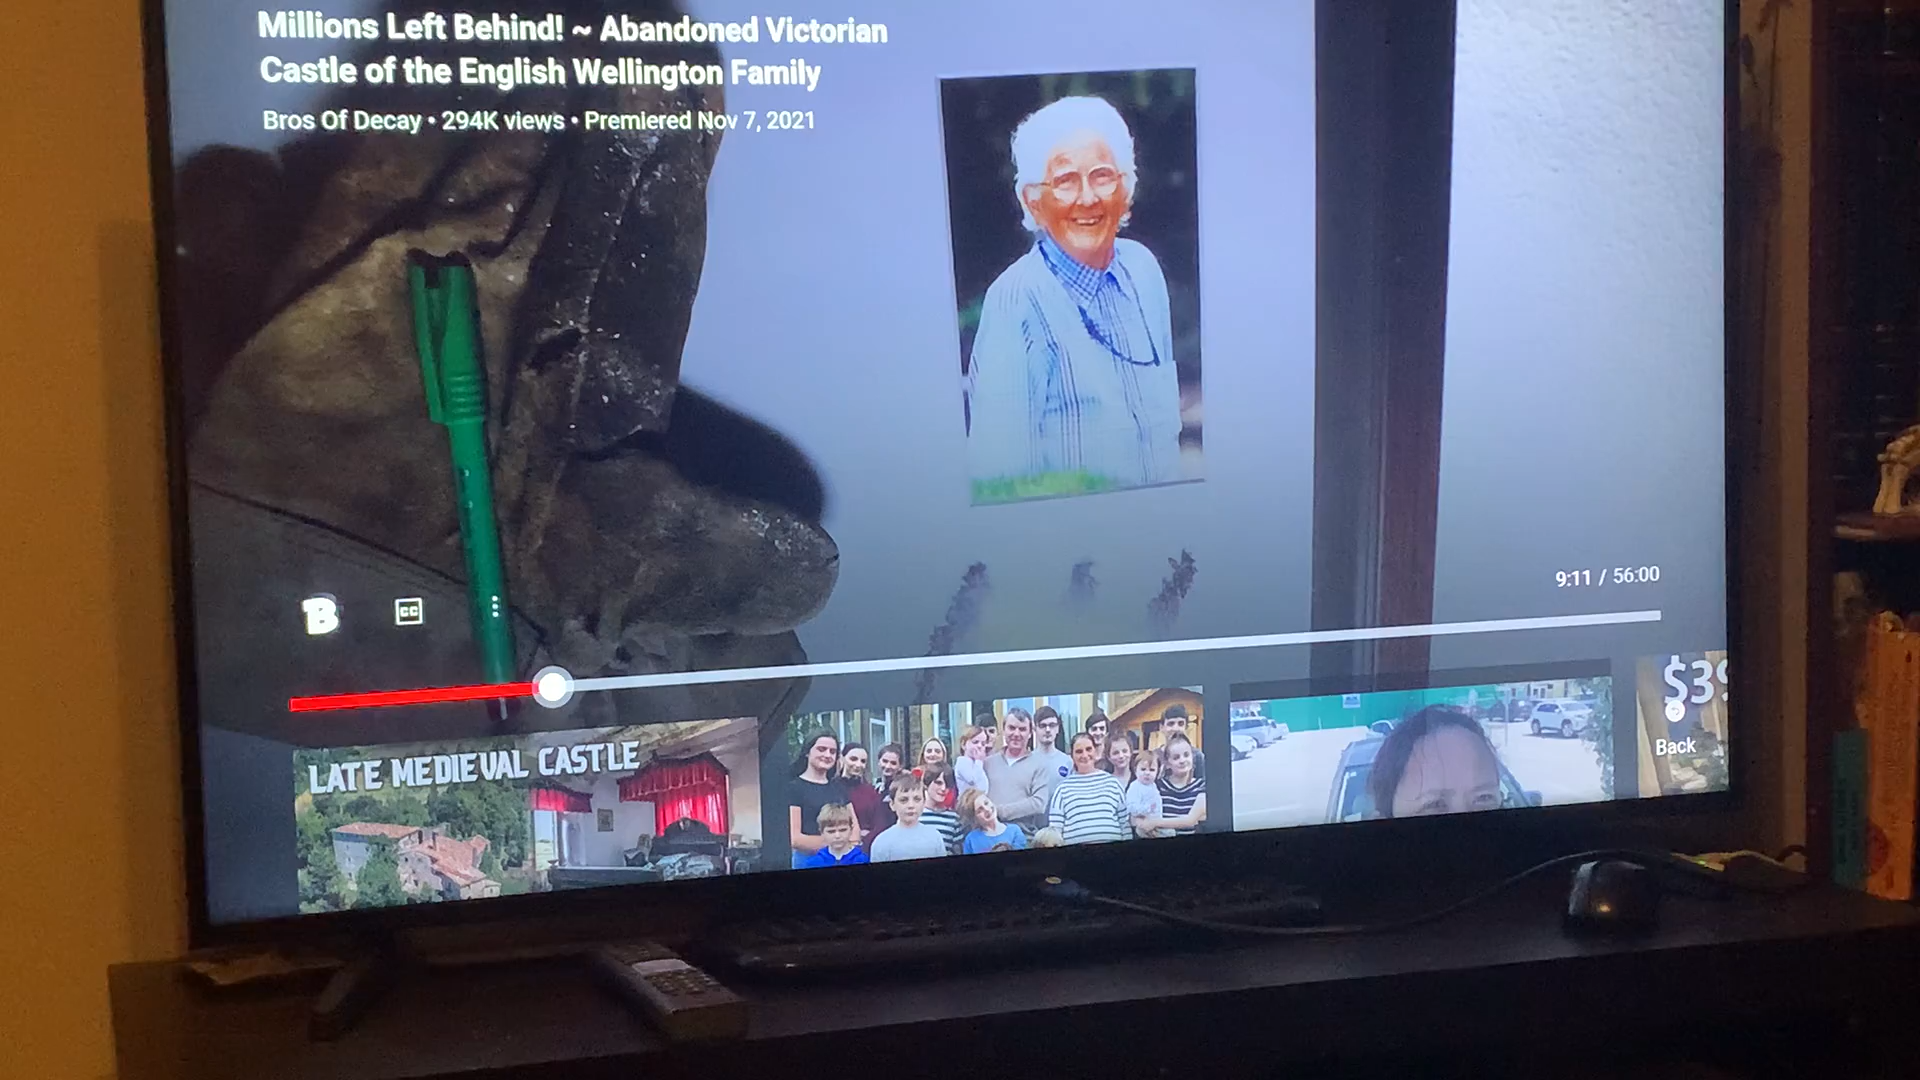 Millions Left Behind! ~ Abandoned Victorian
Castle of the English Wellington Family
Bros Of Decay • 294K views • Premiered Nov 7, 2021
9:11 / 56:00
B
CC
LATE MEDIEVAL CASTLE
Back